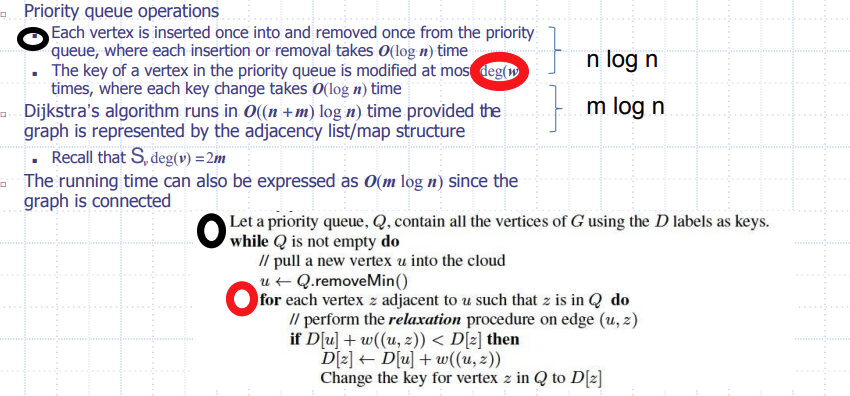 Priority queue operations
Each vertex is inserted once into and removed once from the priority
queue, where each insertion or removal takes O(log n) time
n log n
The key of a vertex in the priority queue is modified at mos deg(w
times, where each key change takes O(log n) time
m log n
Dijkstra's algorithm runs in O((n +m) log n) time provided the
graph is represented by the adjacency list/map structure
Recall that Sv deg(v) =2m
The running time can also be expressed as O(m log n) since the
graph is connected
Let a priority queue, Q, contain all the vertices of G using the D labels as keys.
while Q is not empty do
// pull a new vertex u into the cloud
u ← Q.removeMin()
for each vertex z adjacent to u such that z is in Q do
// perform the relaxation procedure on edge (u, z)
if D[u] + w((u, z)) < D[z] then
D[z] ← D[u] + w((u, z))
Change the key for vertex z in Q to D[z]